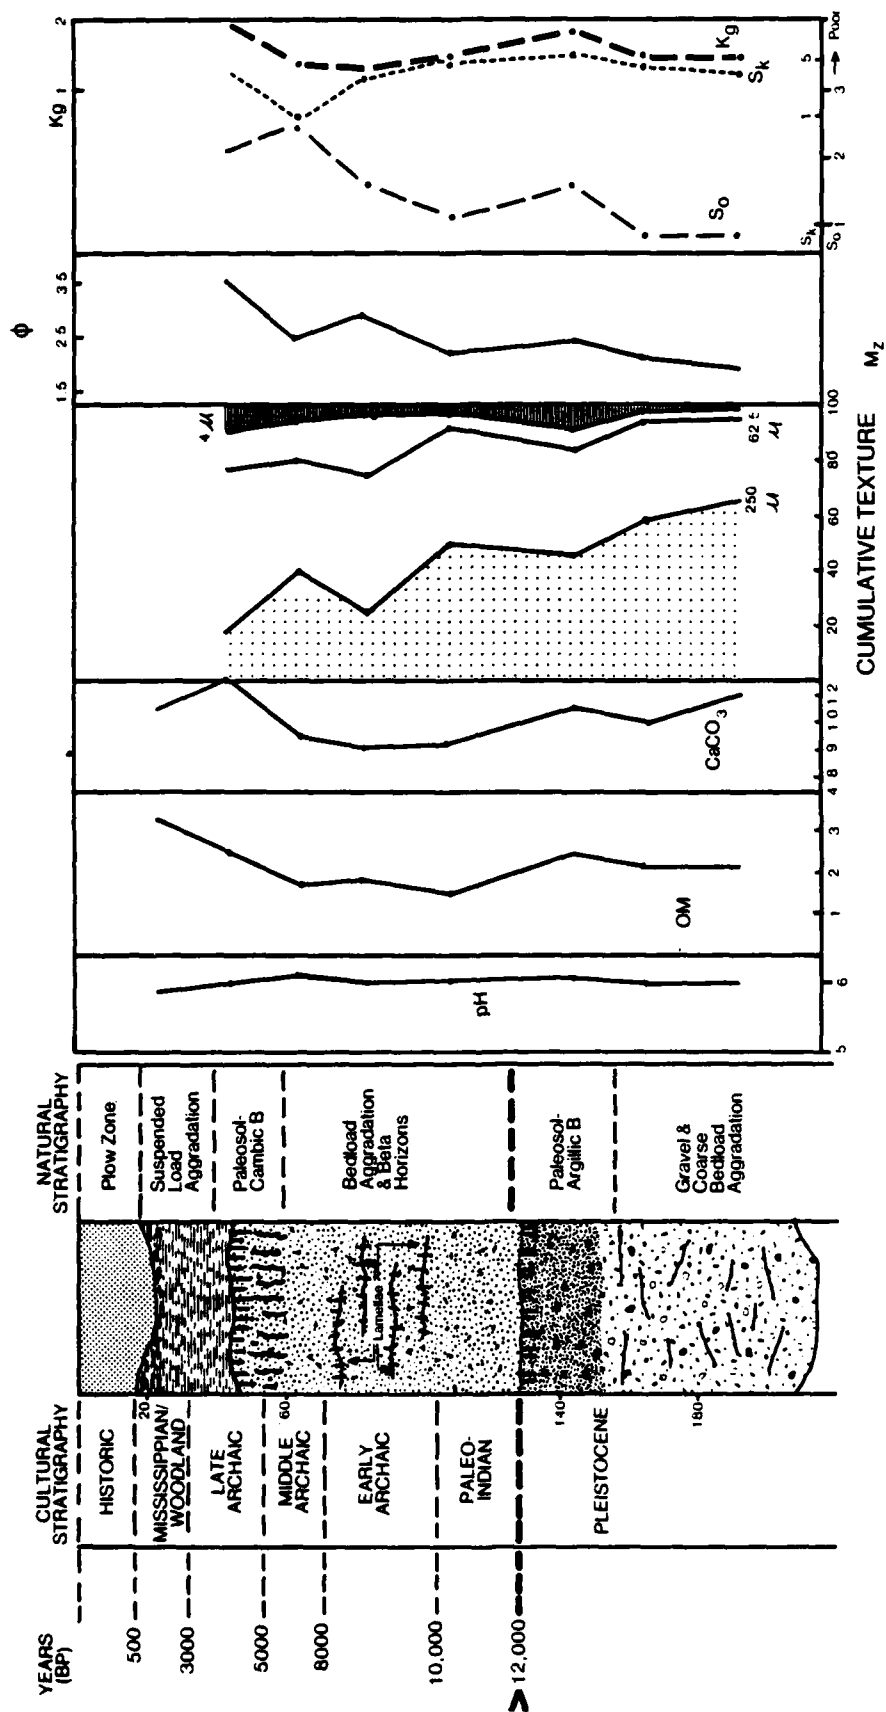 YEARS
(BP)
500
3000
5000
8000
10,000
> 12,000
CULTURAL
STRATIGRAPHY
HISTORIC
MISSISSIPPIAN/
WOODLAND
LATE
ARCHAIC
MIDDLE
ARCHAIC
EARLY
ARCHAIC
PALEO-
INDIAN
PLEISTOCENE
20
60
140
180
Lamellae
NATURAL
STRATIGRAPHY
Plow Zone
Suspended
Load
Aggradation
Paleosol-
Cambic B
Bedload
Aggradation
& Beta
Horizons
Paleosol-
Argillic B
Gravel &
Coarse
Bedload
Aggradation
pH
5
6
OM
1
2
3
4
CaCO3
8
9
10
12
4 μ
62.5
μ
250
μ
20
40
60
80
100
CUMULATIVE TEXTURE
Φ
1.5
2.5
3.5
Mz
Kg
1
2
Kg
Sk
So
Sk
1
3
5
→ Poor
So
1
2